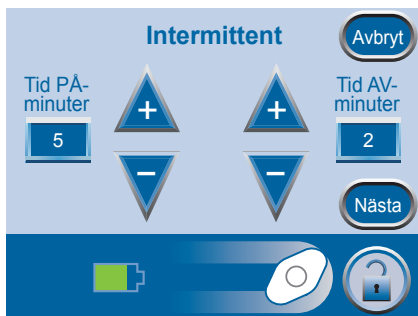 Intermittent
Avbryt
Tid PÅ-
minuter
5
+
−
+
−
Tid AV-
minuter
2
Nästa